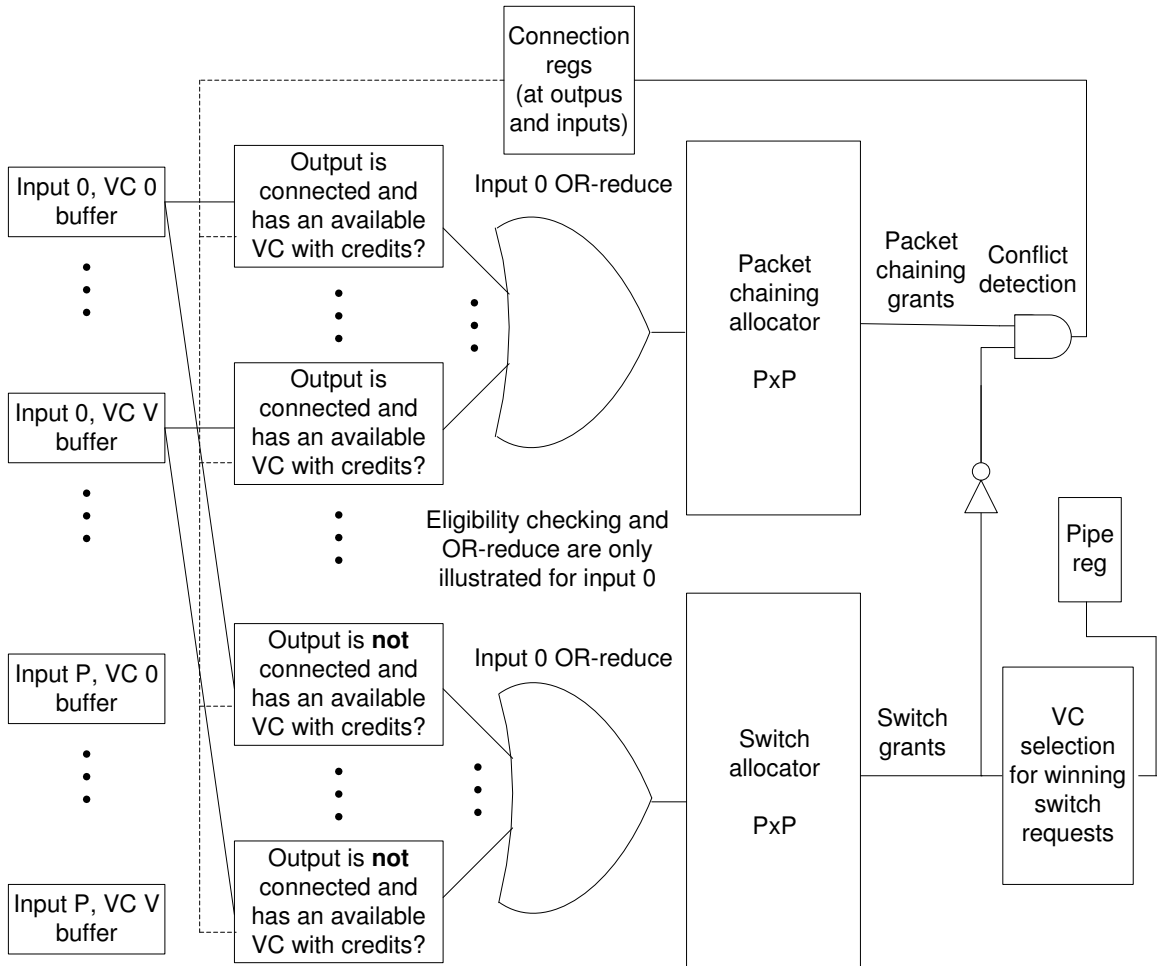 Connection
regs
(at outpus
and inputs)
Input 0, VC 0
buffer
Output is
connected and
has an available
VC with credits?
Input 0 OR-reduce
Packet
chaining
allocator
PxP
Packet
chaining
grants
Conflict
detection
Input 0, VC V
buffer
Output is
connected and
has an available
VC with credits?
Eligibility checking and
OR-reduce are only
illustrated for input 0
Pipe
reg
Input P, VC 0
buffer
Output is not
connected and
has an available
VC with credits?
Input 0 OR-reduce
Switch
allocator
PxP
Switch
grants
VC
selection
for winning
switch
requests
Input P, VC V
buffer
Output is not
connected and
has an available
VC with credits?